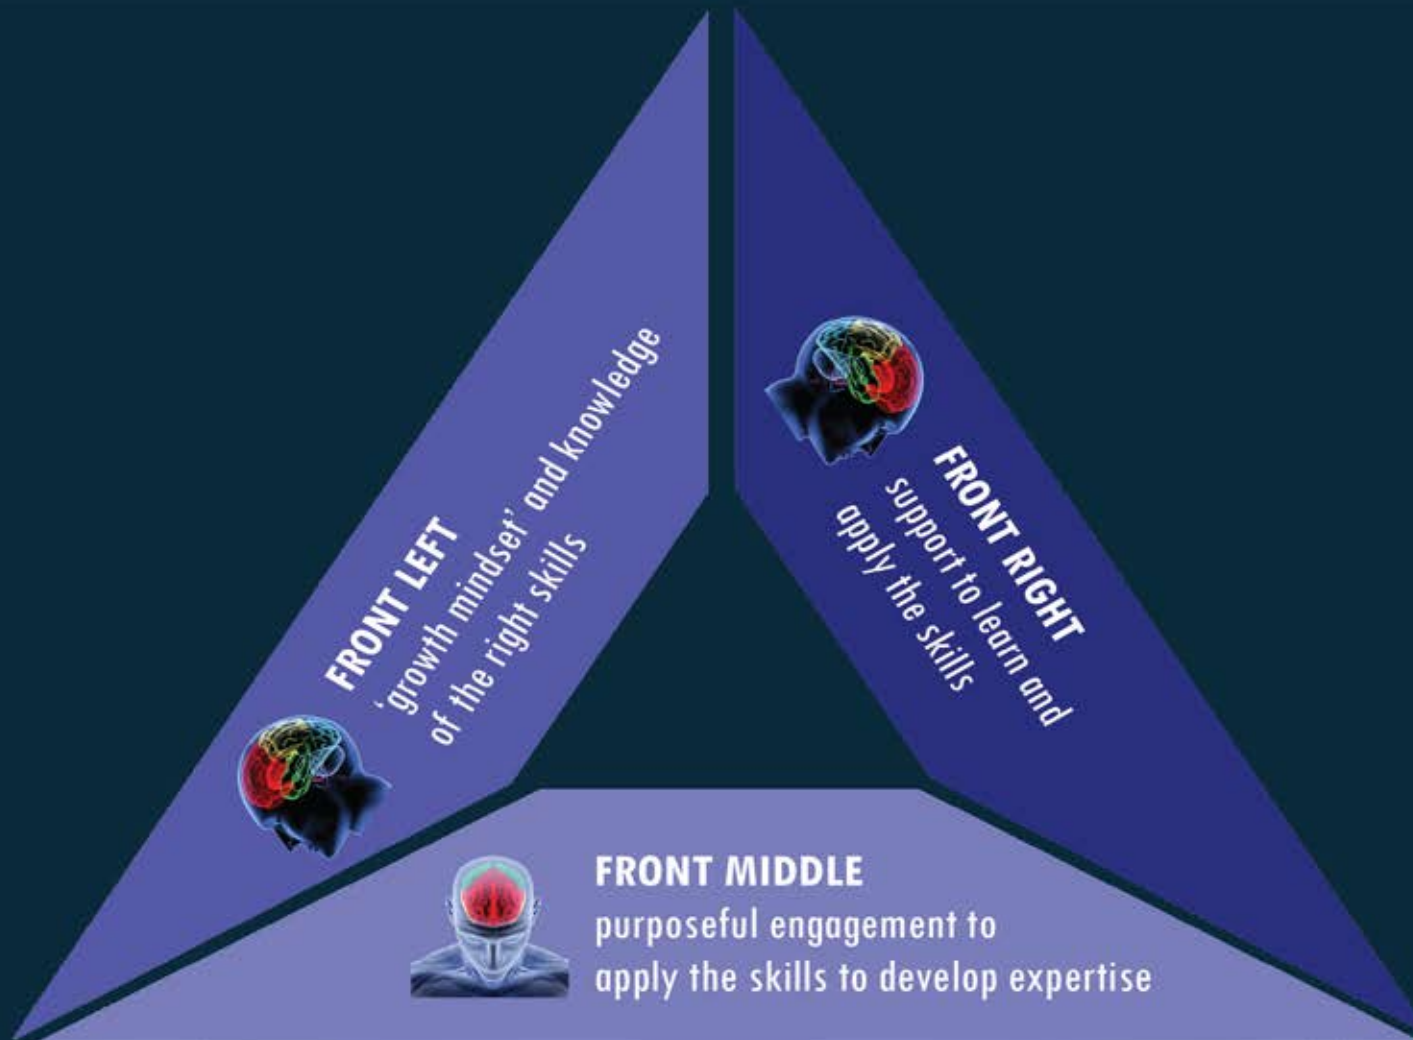 FRONT LEFT
‘growth mindset’ and knowledge
of the right skills
FRONT RIGHT
support to learn and
apply the skills
FRONT MIDDLE
purposeful engagement to
apply the skills to develop expertise